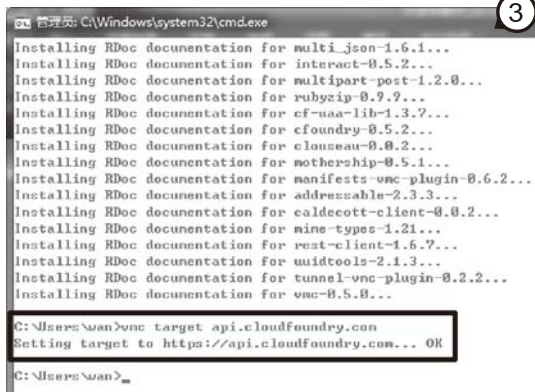 管理员: C:\Windows\system32\cmd.exe
3
Installing RDoc documentation for multi_json-1.6.1...
Installing RDoc documentation for interact-0.5.2...
Installing RDoc documentation for multipart-post-1.2.0...
Installing RDoc documentation for rubyzip-0.9.9...
Installing RDoc documentation for cf-uaa-lib-1.3.7...
Installing RDoc documentation for cfoundry-0.5.2...
Installing RDoc documentation for clouseau-0.0.2...
Installing RDoc documentation for mothership-0.5.1...
Installing RDoc documentation for manifests-vmc-plugin-0.6.2...
Installing RDoc documentation for addressable-2.3.3...
Installing RDoc documentation for caldecott-client-0.0.2...
Installing RDoc documentation for mime-types-1.21...
Installing RDoc documentation for rest-client-1.6.7...
Installing RDoc documentation for uuidtools-2.1.3...
Installing RDoc documentation for tunnel-vmc-plugin-0.2.2...
Installing RDoc documentation for vmc-0.5.0...
C:\Users\wan>vmc target api.cloudfoundry.com
Setting target to https://api.cloudfoundry.com... OK
C:\Users\wan>_